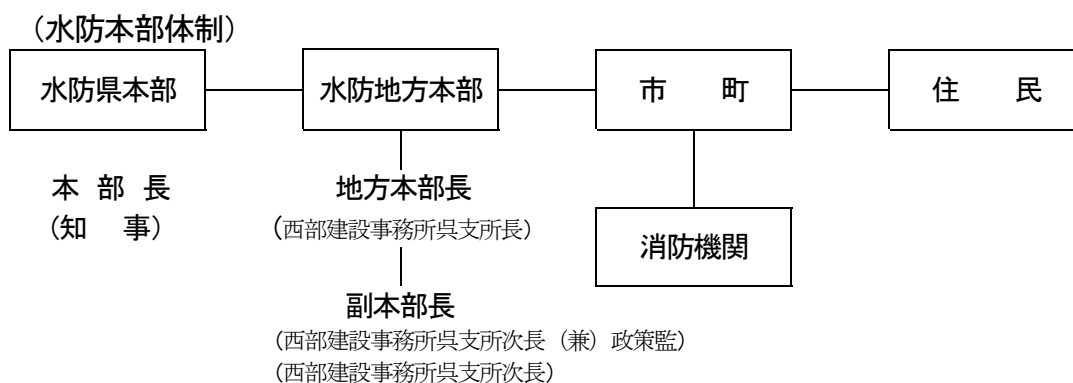 (水防本部体制)
水防県本部
水防地方本部
市　　町
住　　民
本 部 長
(知　事)
地方本部長
(西部建設事務所呉支所長)
消防機関
副本部長
(西部建設事務所呉支所次長（兼）政策監)
(西部建設事務所呉支所次長)